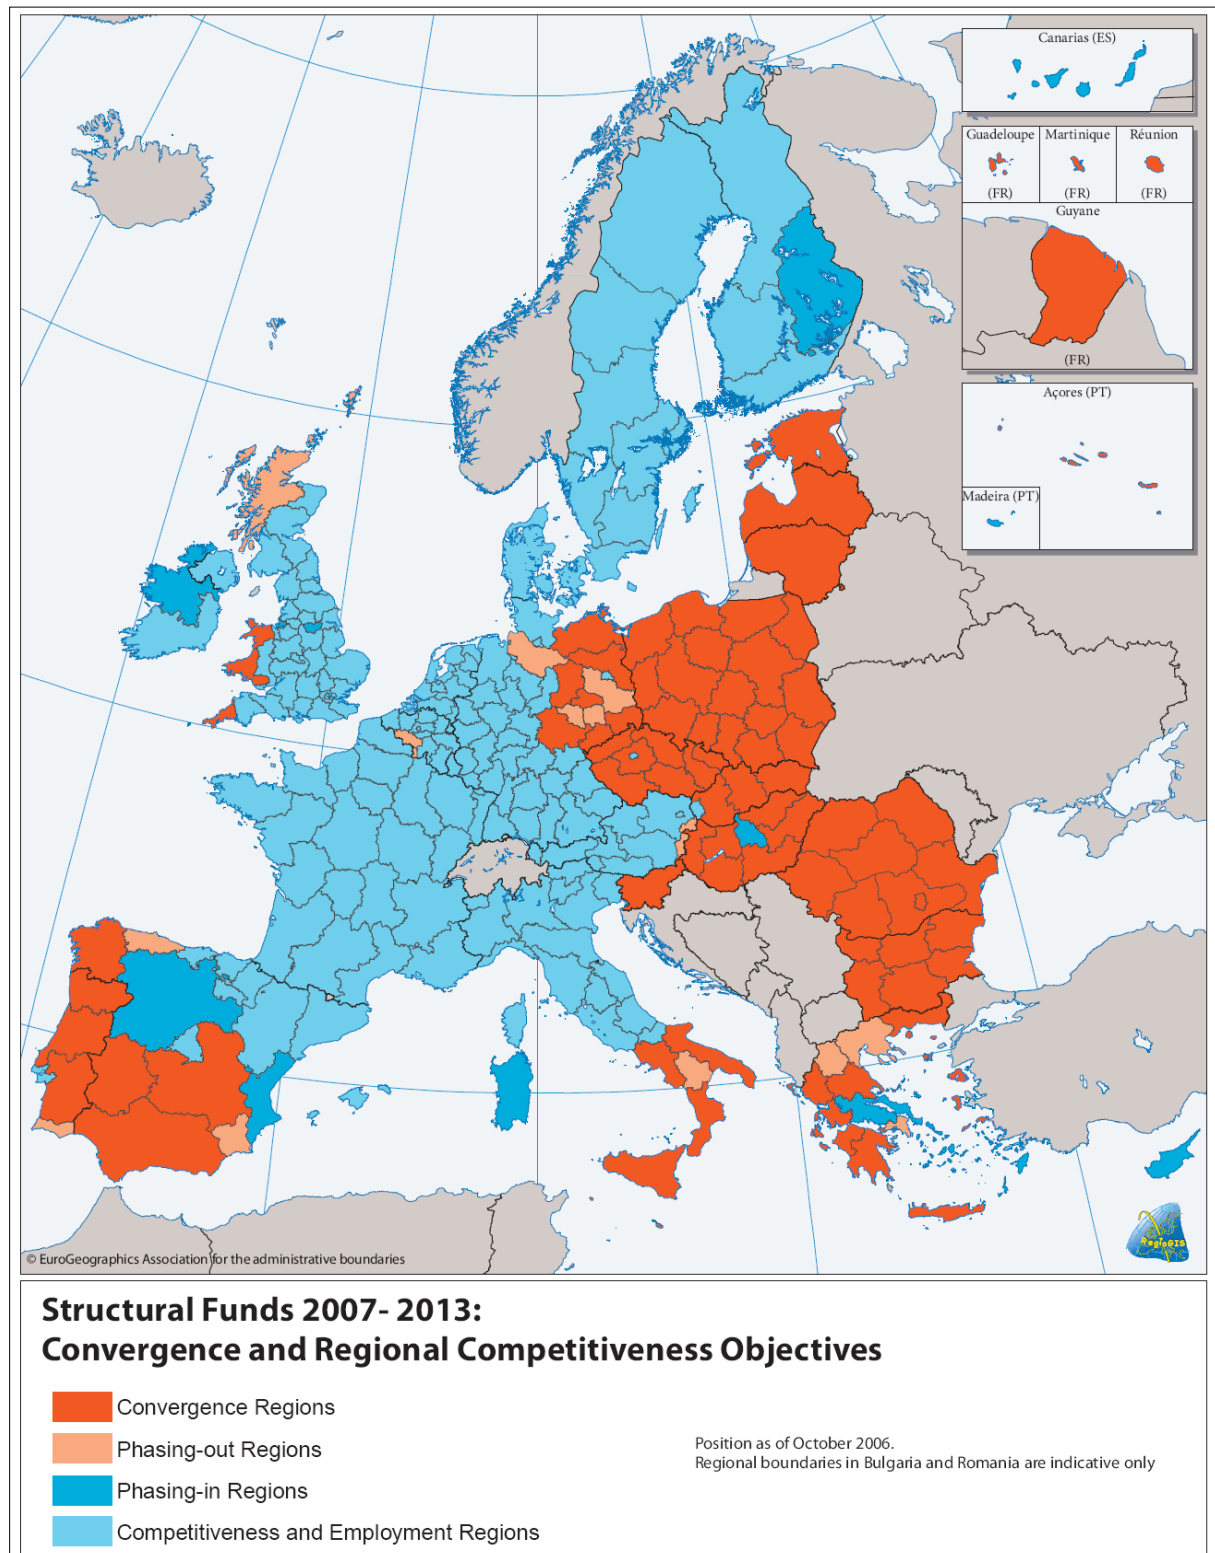 Canarias (ES)
Guadeloupe
Martinique
Réunion
(FR)
(FR)
(FR)
Guyane
(FR)
Açores (PT)
Madeira (PT)
RegioGIS
© EuroGeographics Association for the administrative boundaries
Structural Funds 2007- 2013:
Convergence and Regional Competitiveness Objectives
Convergence Regions
Phasing-out Regions
Phasing-in Regions
Competitiveness and Employment Regions
Position as of October 2006.
Regional boundaries in Bulgaria and Romania are indicative only